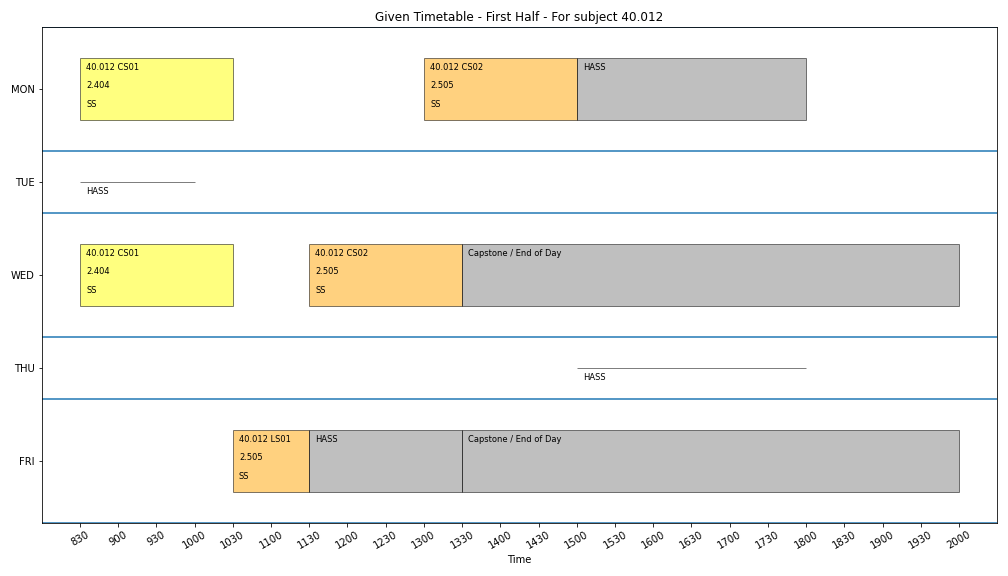 Given Timetable - First Half - For subject 40.012
MON
40.012 CS01
2.404
SS
40.012 CS02
2.505
SS
HASS
TUE
HASS
WED
40.012 CS01
2.404
SS
40.012 CS02
2.505
SS
Capstone / End of Day
THU
HASS
FRI
40.012 LS01
2.505
SS
HASS
Capstone / End of Day
830 900 930 1000 1030 1100 1130 1200 1230 1300 1330 1400 1430 1500 1600 1630 1700 1730 1800 1830 1900 1930 2000
Time